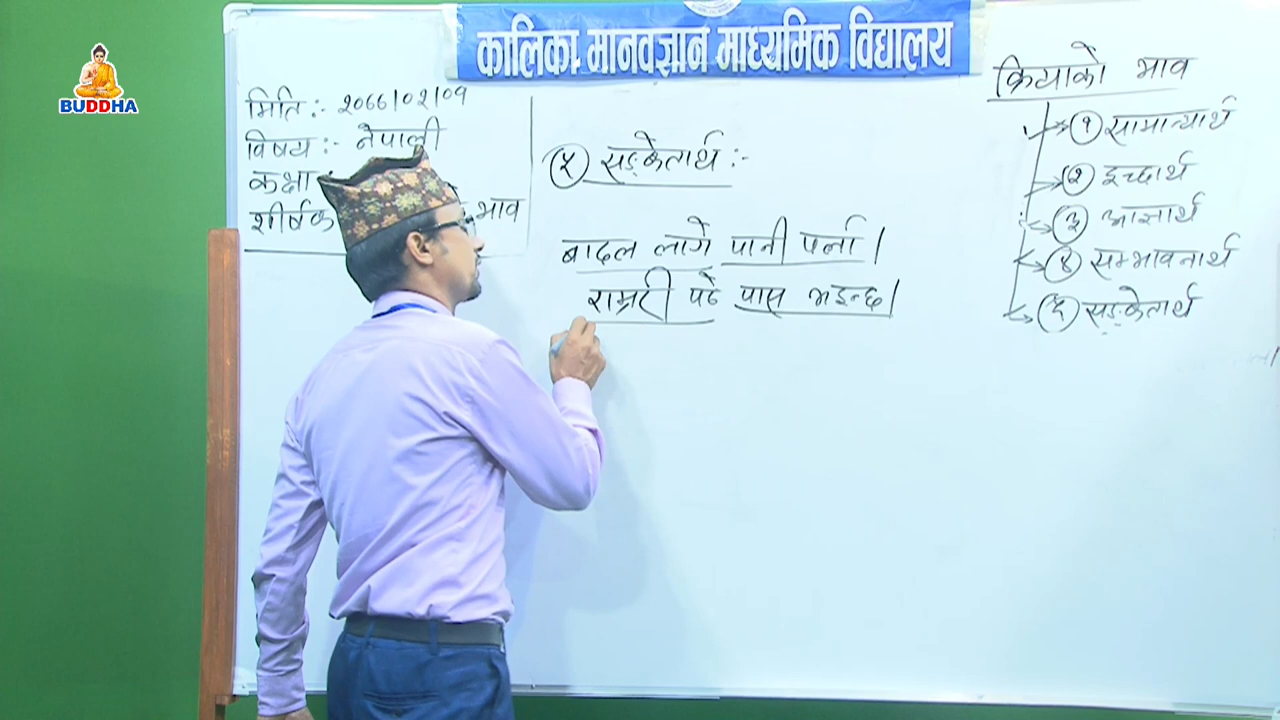 BUDDHA
कालिका मानवज्ञान माध्यमिक विद्यालय
मिति :- २०७७।०२।०१
विषय :- नेपाली
कक्षा :
शीर्षक भाव
५ सङ्केतार्थ :-
बादल लागे पानी पर्ला।
राम्ररी पढे पास भइन्छ।
क्रियाको भाव
१ सामान्यार्थ
२ इच्छार्थ
३ आज्ञार्थ
४ सम्भावनार्थ
५ सङ्केतार्थ